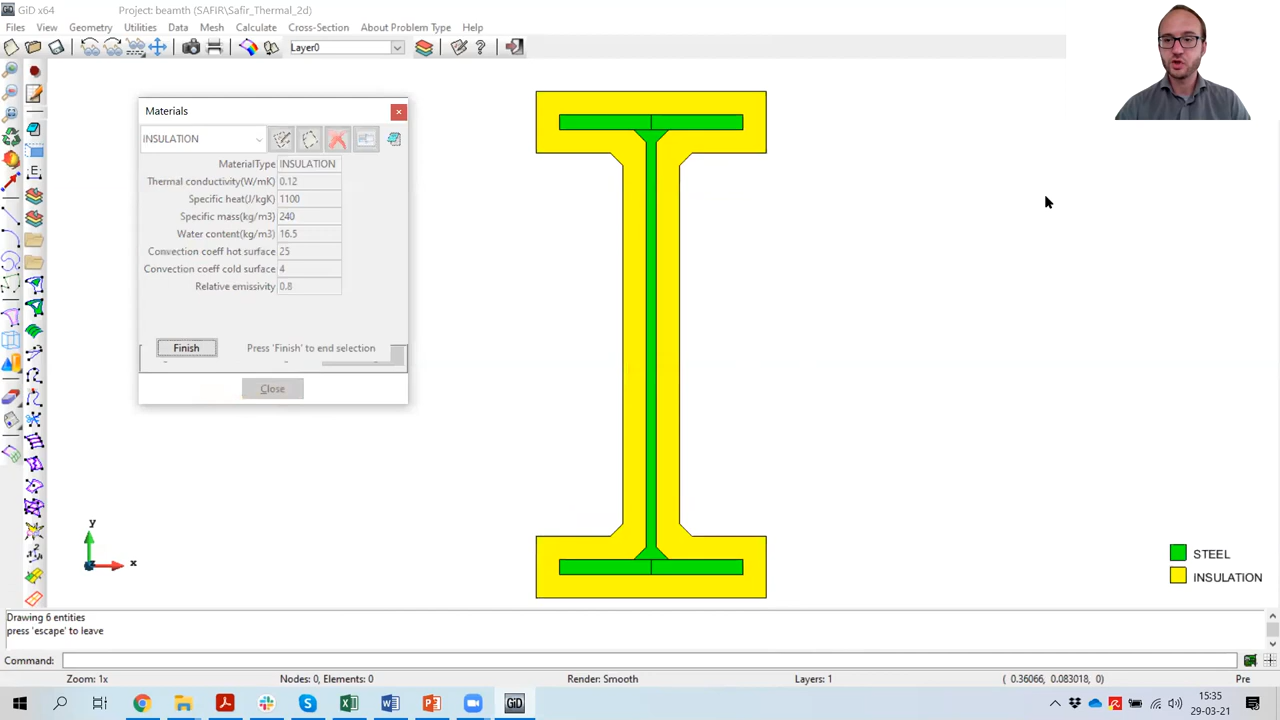 GiD x64
Project: beamth (SAFIR\Safir_Thermal_2d)
Files View Geometry Utilities Data Mesh Calculate Cross-Section About Problem Type Help
Layer0
Materials
INSULATION
MaterialType INSULATION
Thermal conductivity(W/mK) 0.12
Specific heat(J/kgK) 1100
Specific mass(kg/m3) 240
Water content(kg/m3) 16.5
Convection coeff hot surface 25
Convection coeff cold surface 4
Relative emissivity 0.8
Finish Press 'Finish' to end selection
Close
y
x
STEEL
INSULATION
Drawing 6 entities
press 'escape' to leave
Command:
Zoom: 1x Nodes: 0, Elements: 0 Render: Smooth Layers: 1 ( 0.36066, 0.083018, 0) Pre
GiD
15:35
29-03-21